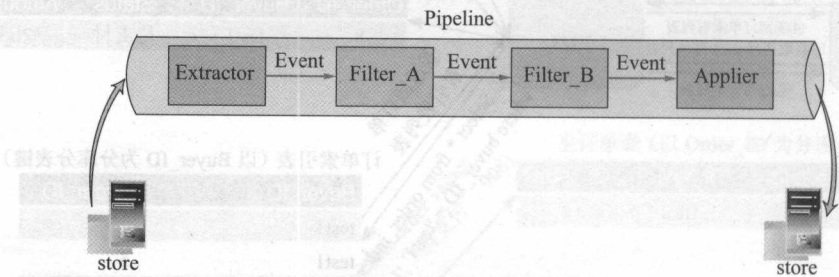 Pipeline
Extractor
Event
Filter_A
Event
Filter_B
Event
Applier
store
store